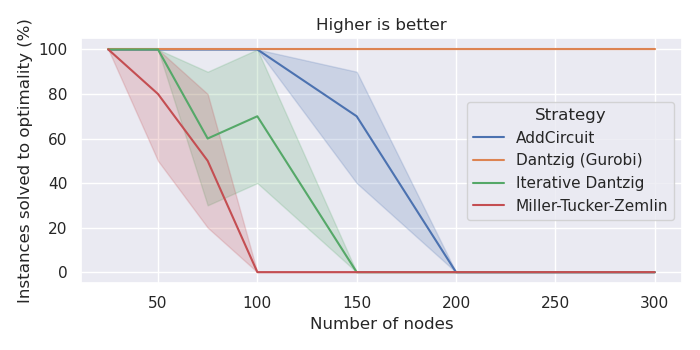 Higher is better
Instances solved to optimality (%)
100
80
60
40
20
0
Strategy
AddCircuit
Dantzig (Gurobi)
Iterative Dantzig
Miller-Tucker-Zemlin
50 100 150 200 250 300
Number of nodes